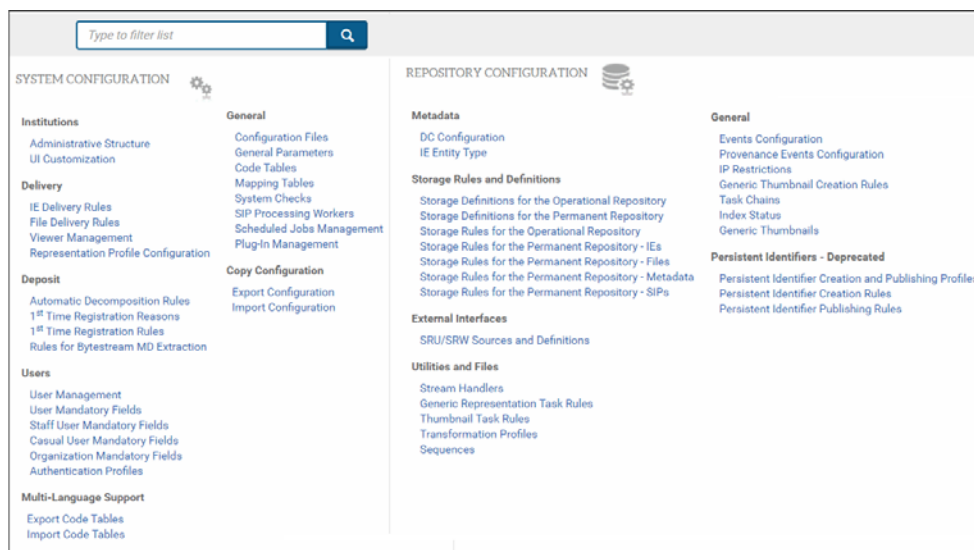 Type to filter list
SYSTEM CONFIGURATION
Institutions
Administrative Structure
UI Customization
Delivery
IE Delivery Rules
File Delivery Rules
Viewer Management
Representation Profile Configuration
Deposit
Automatic Decomposition Rules
1st Time Registration Reasons
1st Time Registration Rules
Rules for Bytestream MD Extraction
Users
User Management
User Mandatory Fields
Staff User Mandatory Fields
Casual User Mandatory Fields
Organization Mandatory Fields
Authentication Profiles
Multi-Language Support
Export Code Tables
Import Code Tables
General
Configuration Files
General Parameters
Code Tables
Mapping Tables
System Checks
SIP Processing Workers
Scheduled Jobs Management
Plug-In Management
Copy Configuration
Export Configuration
Import Configuration
REPOSITORY CONFIGURATION
Metadata
DC Configuration
IE Entity Type
Storage Rules and Definitions
Storage Definitions for the Operational Repository
Storage Definitions for the Permanent Repository
Storage Rules for the Operational Repository
Storage Rules for the Permanent Repository - IEs
Storage Rules for the Permanent Repository - Files
Storage Rules for the Permanent Repository - Metadata
Storage Rules for the Permanent Repository - SIPs
External Interfaces
SRU/SRW Sources and Definitions
Utilities and Files
Stream Handlers
Generic Representation Task Rules
Thumbnail Task Rules
Transformation Profiles
Sequences
General
Events Configuration
Provenance Events Configuration
IP Restrictions
Generic Thumbnail Creation Rules
Task Chains
Index Status
Generic Thumbnails
Persistent Identifiers - Deprecated
Persistent Identifier Creation and Publishing Profiles
Persistent Identifier Creation Rules
Persistent Identifier Publishing Rules